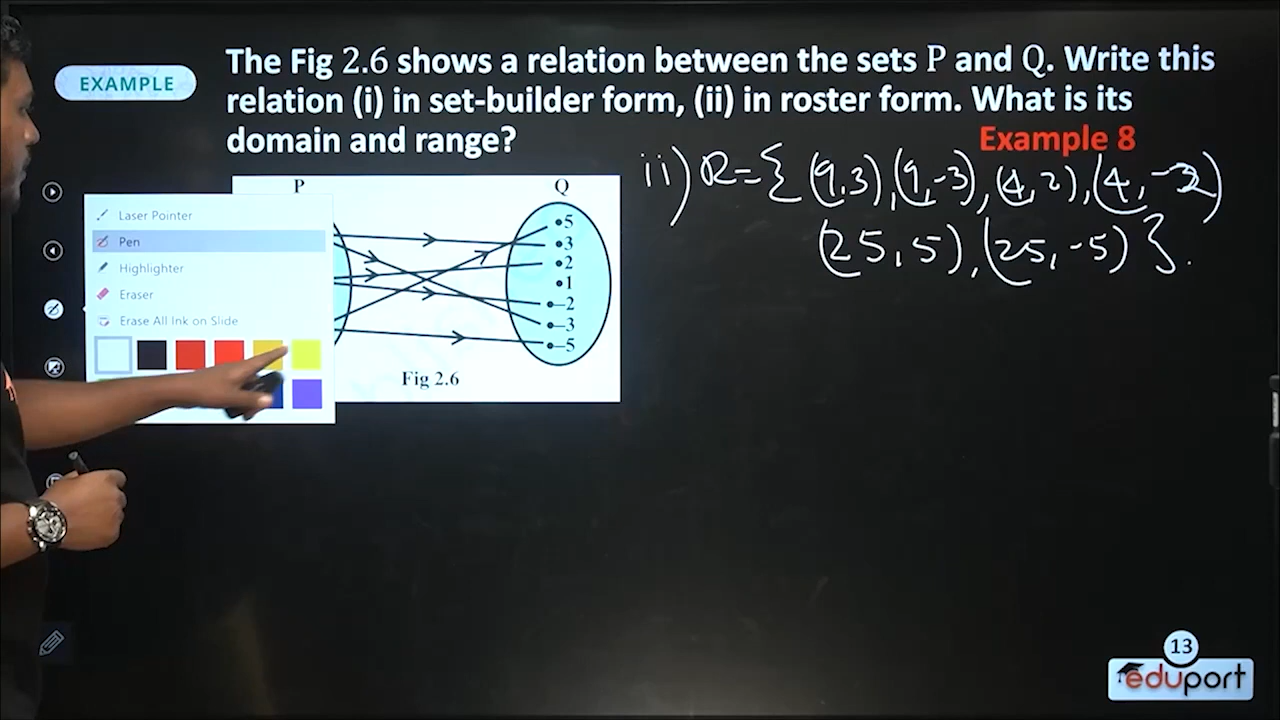 EXAMPLE
The Fig 2.6 shows a relation between the sets P and Q. Write this
relation (i) in set-builder form, (ii) in roster form. What is its
domain and range?
Example 8
ii) R = { (9,3), (9,-3), (4,2), (4,-2)
(25,5), (25,-5) }.
P
Q
5
3
2
1
–2
–3
–5
Fig 2.6
Laser Pointer
Pen
Highlighter
Eraser
Erase All Ink on Slide
13
eduport